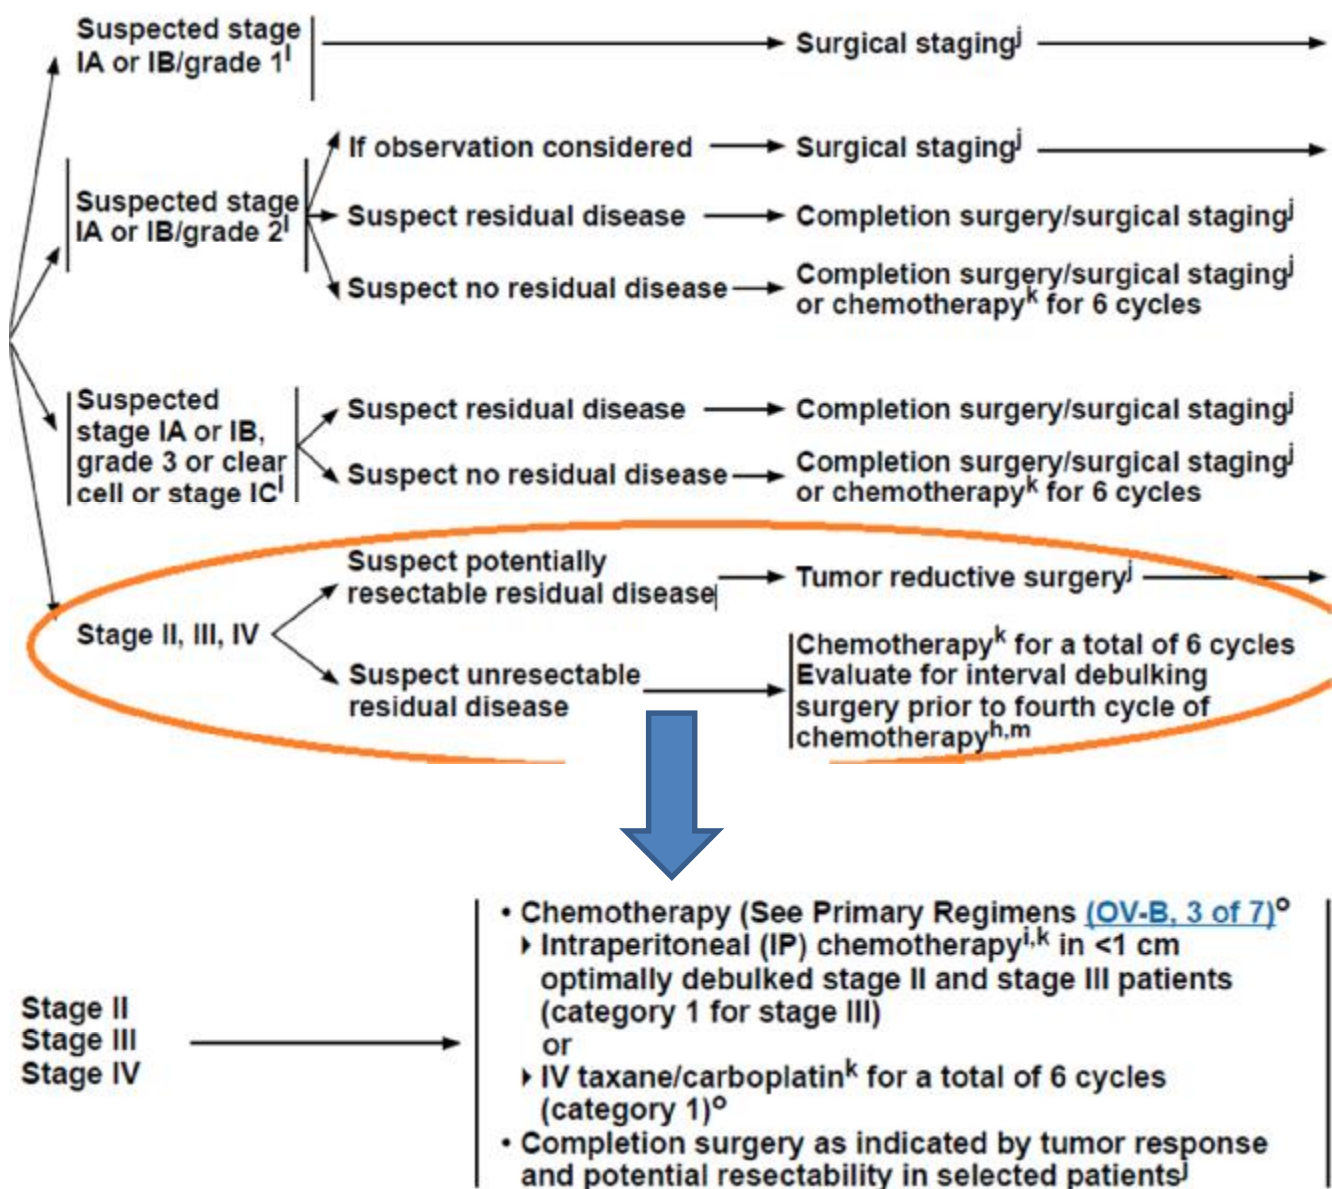 Suspected stage
IA or IB/grade 1l
Surgical stagingj
If observation considered
Surgical stagingj
Suspected stage
IA or IB/grade 2l
Suspect residual disease
Completion surgery/surgical stagingj
Suspect no residual disease
Completion surgery/surgical stagingj
or chemotherapyk for 6 cycles
Suspected
stage IA or IB,
grade 3 or clear
cell or stage ICl
Suspect residual disease
Completion surgery/surgical stagingj
Suspect no residual disease
Completion surgery/surgical stagingj
or chemotherapyk for 6 cycles
Stage II, III, IV
Suspect potentially
resectable residual disease
Tumor reductive surgeryj
Suspect unresectable
residual disease
Chemotherapyk for a total of 6 cycles
Evaluate for interval debulking
surgery prior to fourth cycle of
chemotherapyh,m
Stage II
Stage III
Stage IV
• Chemotherapy (See Primary Regimens (OV-B, 3 of 7)o
Intraperitoneal (IP) chemotherapyi,k in <1 cm
optimally debulked stage II and stage III patients
(category 1 for stage III)
or
IV taxane/carboplatink for a total of 6 cycles
(category 1)o
• Completion surgery as indicated by tumor response
and potential resectability in selected patientsj